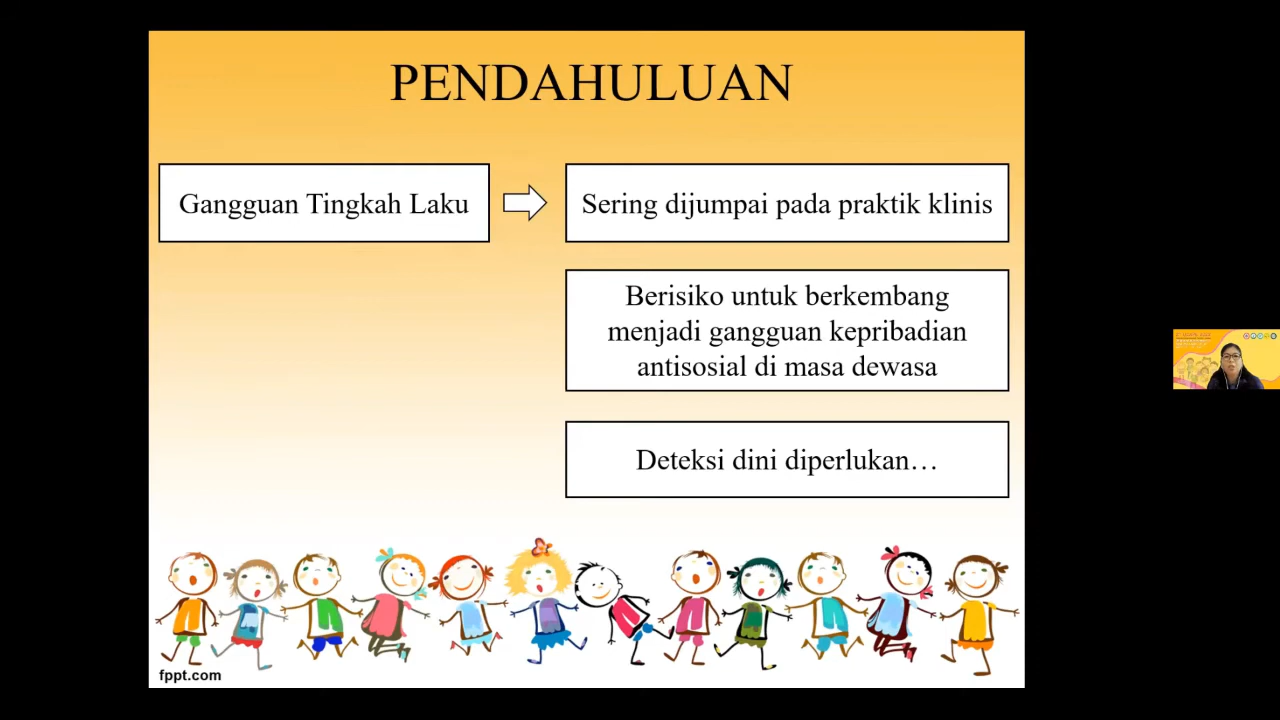 PENDAHULUAN
Gangguan Tingkah Laku
Sering dijumpai pada praktik klinis
Berisiko untuk berkembang
menjadi gangguan kepribadian
antisosial di masa dewasa
Deteksi dini diperlukan…
fppt.com